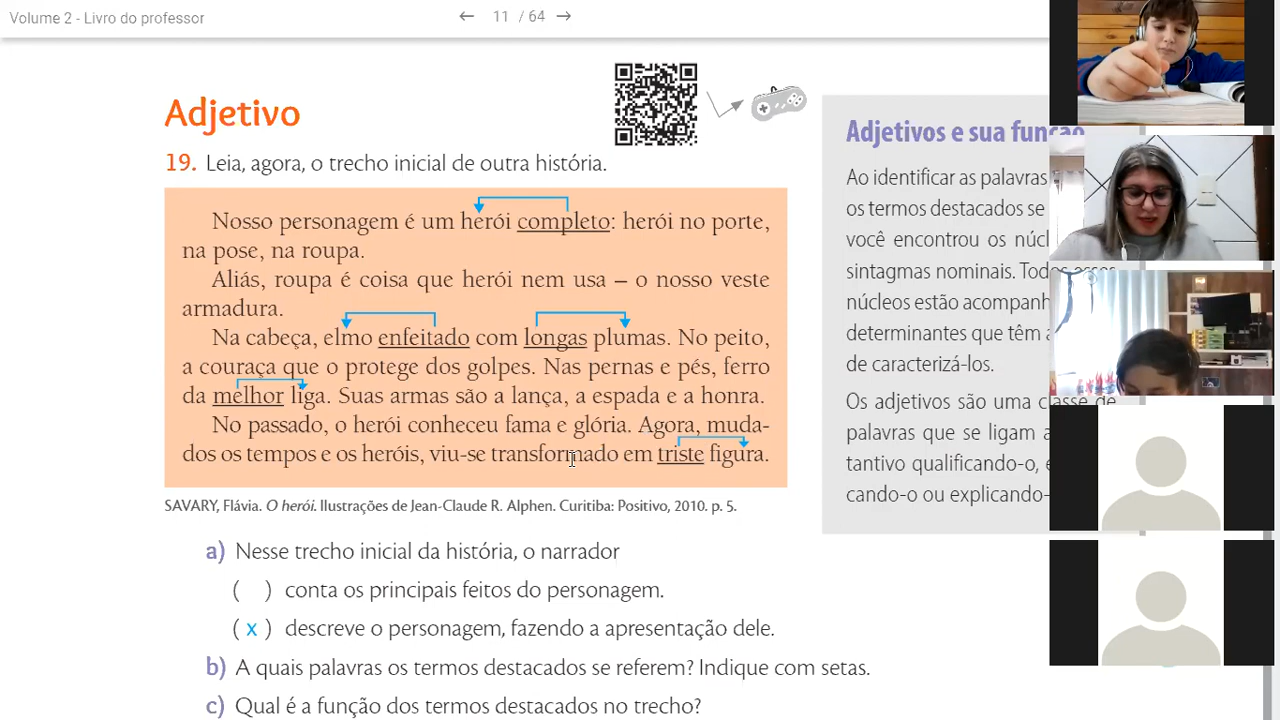 Volume 2 - Livro do professor
11 / 64
Adjetivo
19. Leia, agora, o trecho inicial de outra história.
Nosso personagem é um herói completo: herói no porte,
na pose, na roupa.
Aliás, roupa é coisa que herói nem usa – o nosso veste
armadura.
Na cabeça, elmo enfeitado com longas plumas. No peito,
a couraça que o protege dos golpes. Nas pernas e pés, ferro
da melhor liga. Suas armas são a lança, a espada e a honra.
No passado, o herói conheceu fama e glória. Agora, muda-
dos os tempos e os heróis, viu-se transformado em triste figura.
SAVARY, Flávia. O herói. Ilustrações de Jean-Claude R. Alphen. Curitiba: Positivo, 2010. p. 5.
a) Nesse trecho inicial da história, o narrador
( ) conta os principais feitos do personagem.
( x ) descreve o personagem, fazendo a apresentação dele.
b) A quais palavras os termos destacados se referem? Indique com setas.
c) Qual é a função dos termos destacados no trecho?
Adjetivos e sua função
Ao identificar as palavras
os termos destacados se
você encontrou os núcl
sintagmas nominais. Todos esses
núcleos estão acompanh
determinantes que têm a
de caracterizá-los.
Os adjetivos são uma classe de
palavras que se ligam a
tantivo qualificando-o, e
cando-o ou explicando-